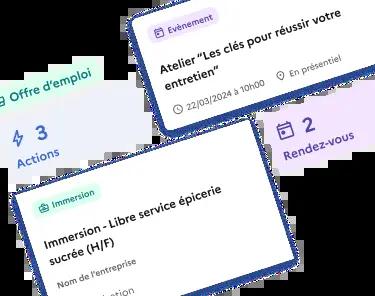 Evènement
Atelier “Les clés pour réussir votre
entretien”
22/03/2024 à 10h00
En présentiel
Offre d'emploi
3
Actions
2
Rendez-vous
Immersion
Immersion - Libre service épicerie
sucrée (H/F)
Nom de l'entreprise